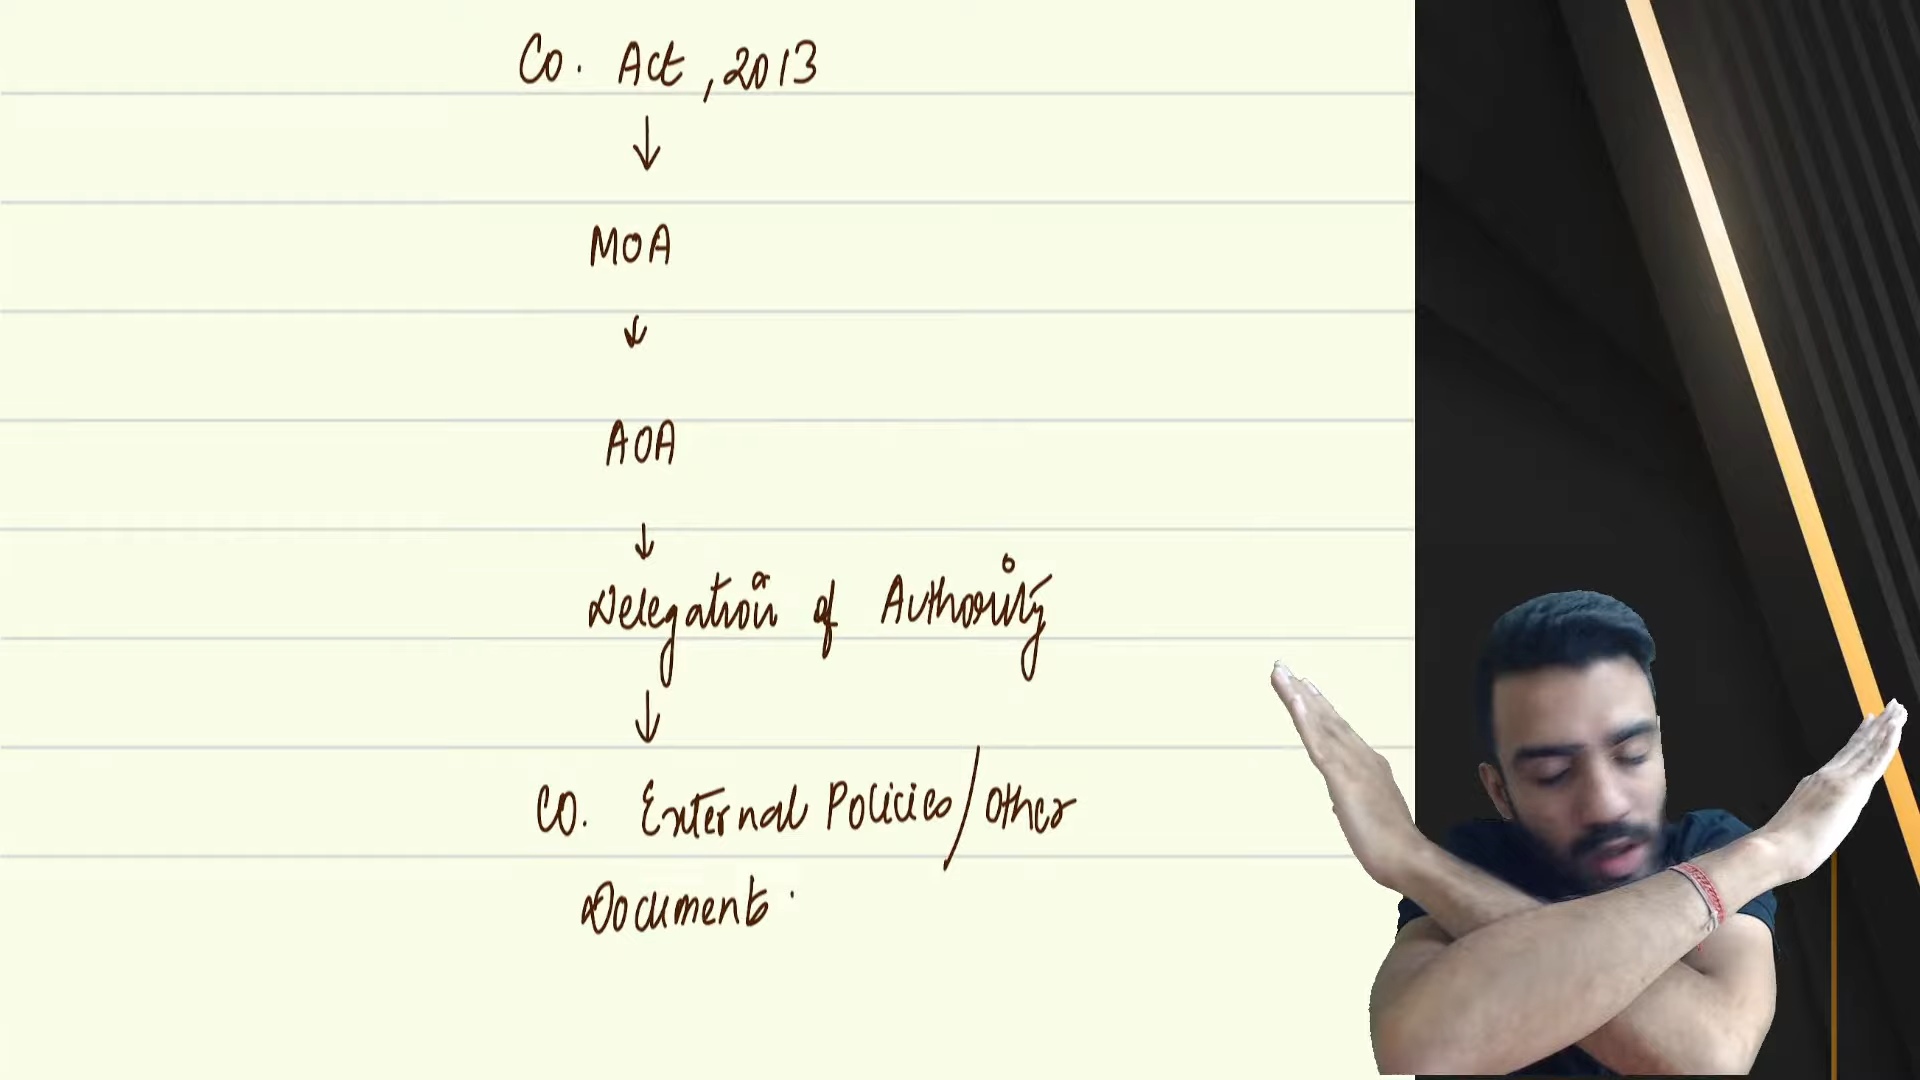 Co. Act, 2013
↓
MOA
↓
AOA
↓
Delegation of Authority
↓
CO. External Policies/other
Documents.